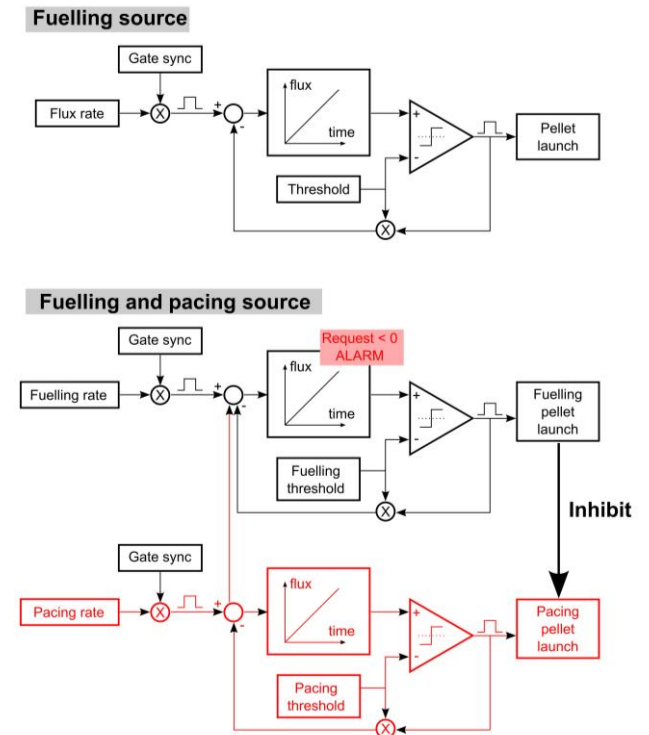 Fuelling source
Gate sync
Flux rate
X
+
-
flux
time
+
-
Pellet
launch
Threshold
X
Fuelling and pacing source
Request < 0
ALARM
Gate sync
Fuelling rate
X
+
-
flux
time
+
-
Fuelling
pellet
launch
Fuelling
threshold
X
Inhibit
Gate sync
Pacing rate
X
+
-
flux
time
+
-
Pacing
pellet
launch
Pacing
threshold
X